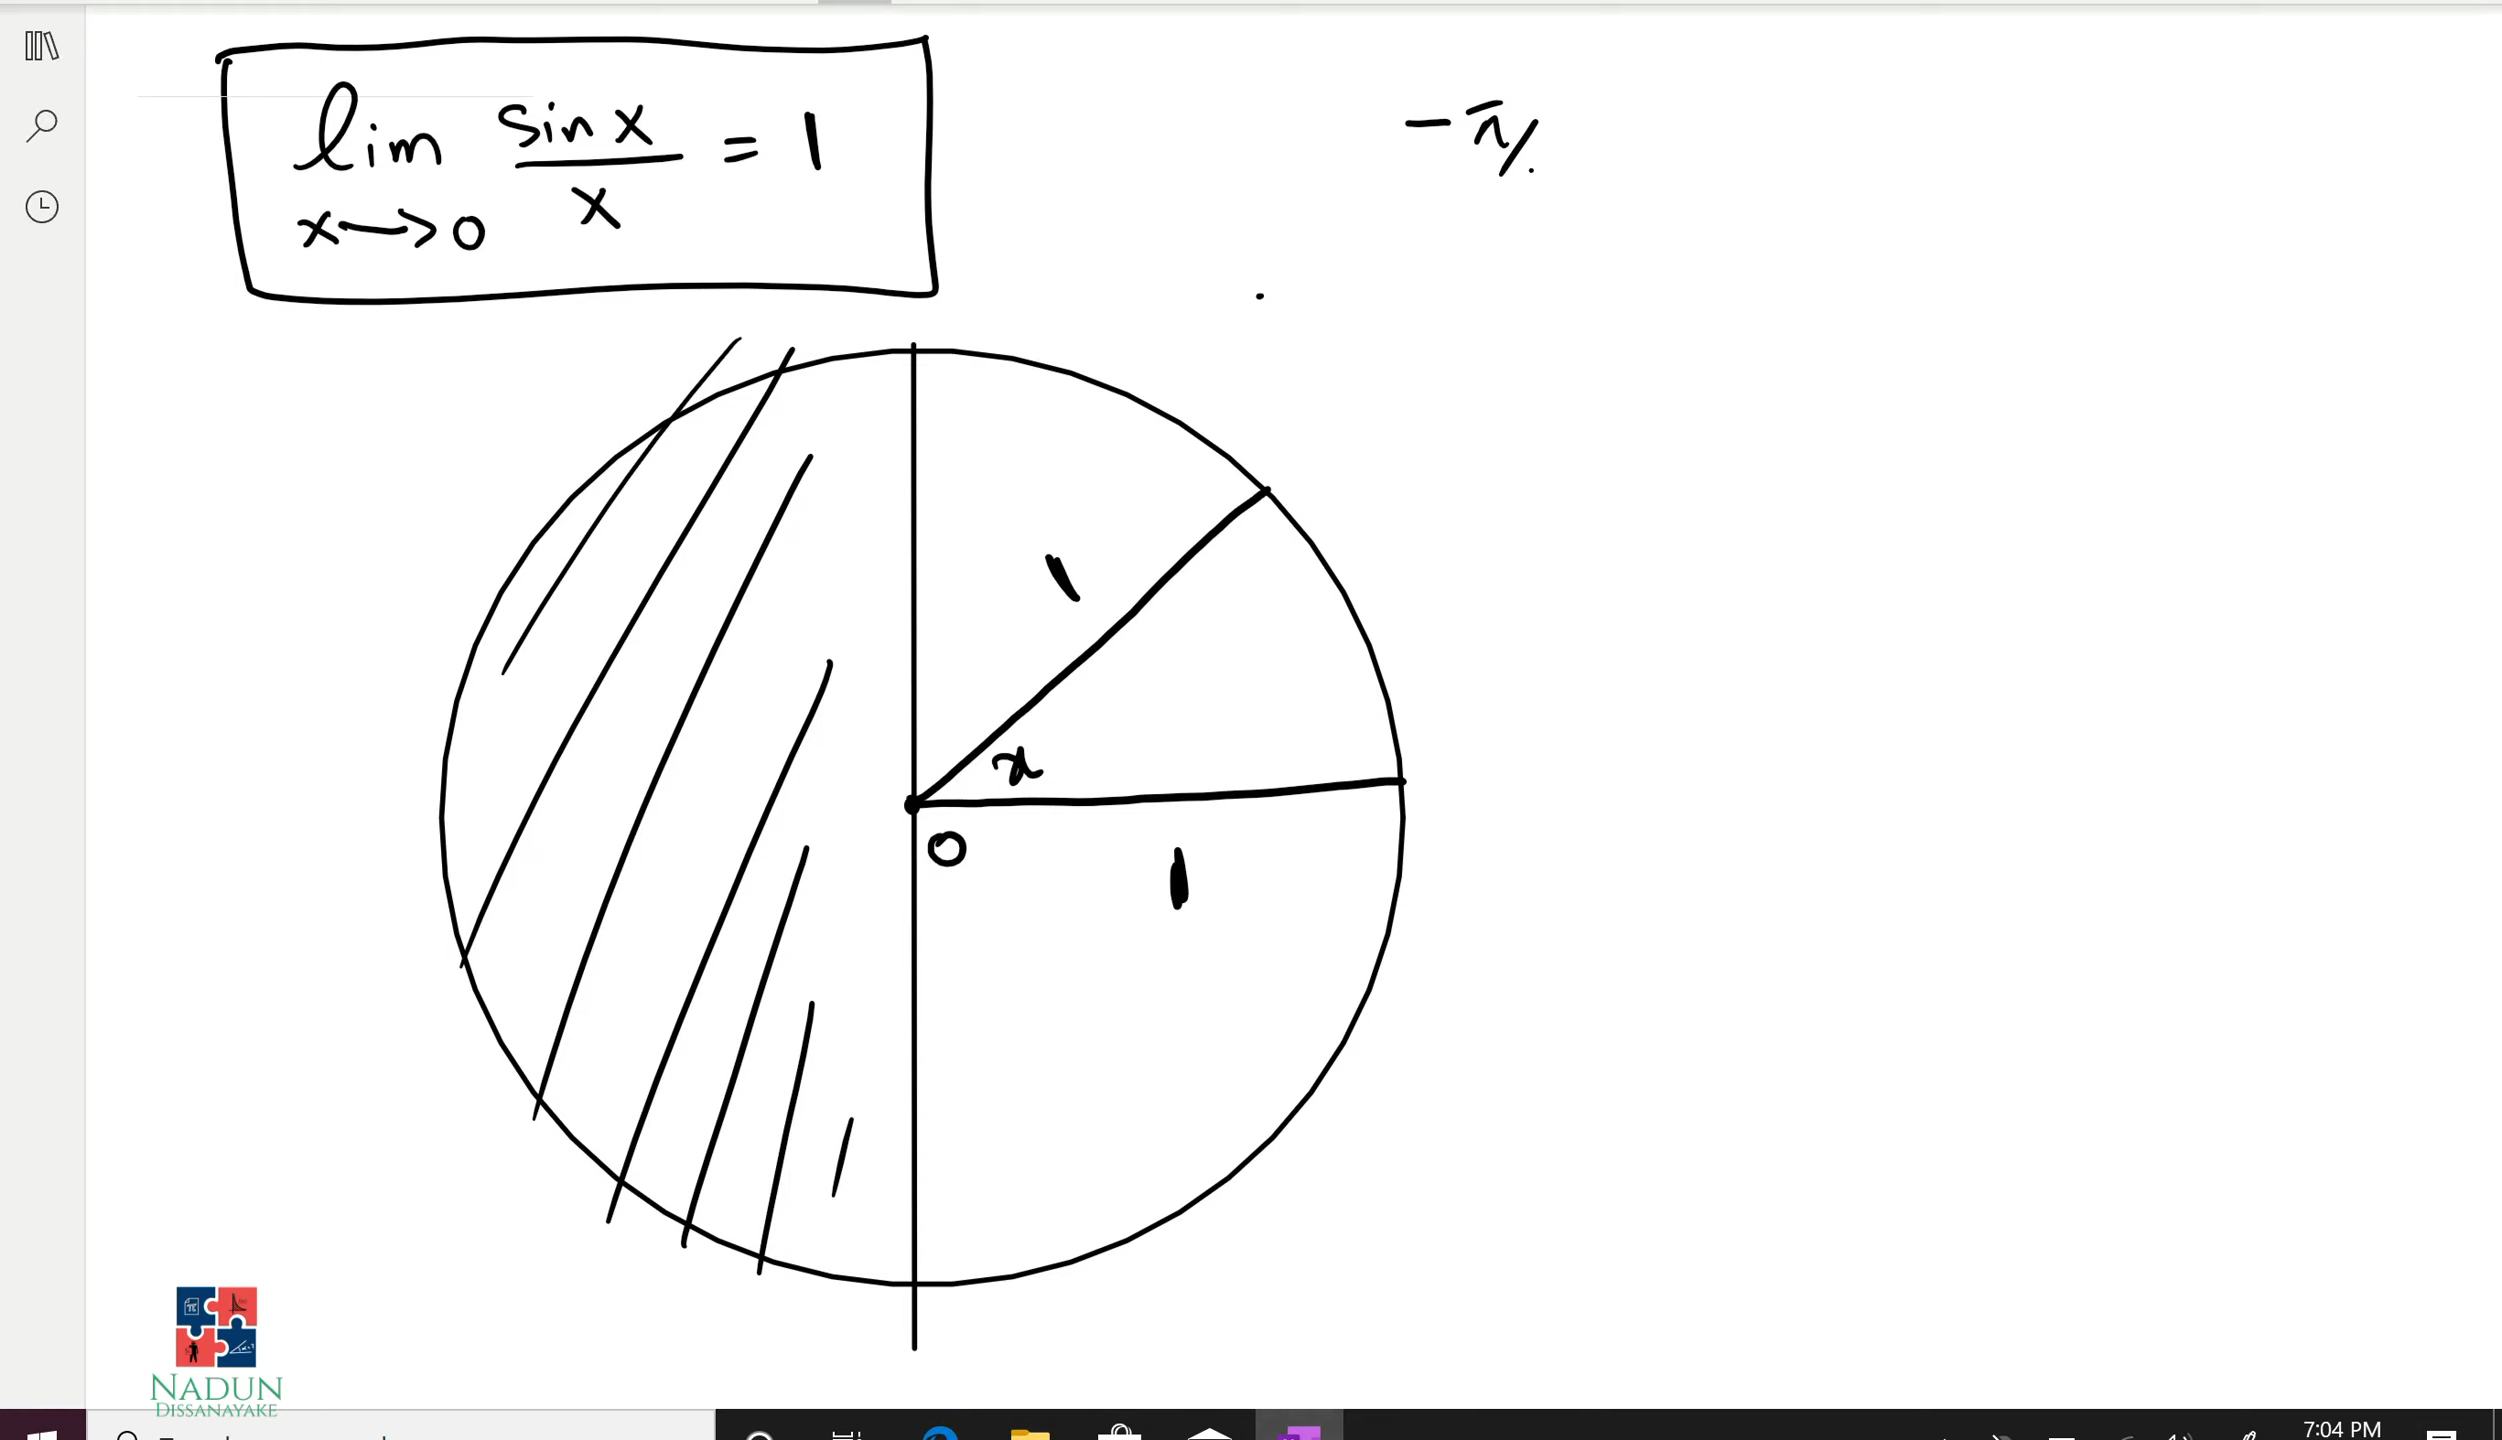 lim sin x / x = 1
x → 0
- π/.
1
x
O
1
NADUN
DISSANAYAKE
7:04 PM